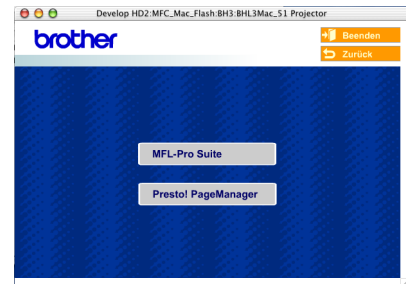 Develop HD2:MFC_Mac_Flash:BH3:BHL3Mac_S1 Projector
brother
Beenden
Zurück
MFL-Pro Suite
Presto! PageManager